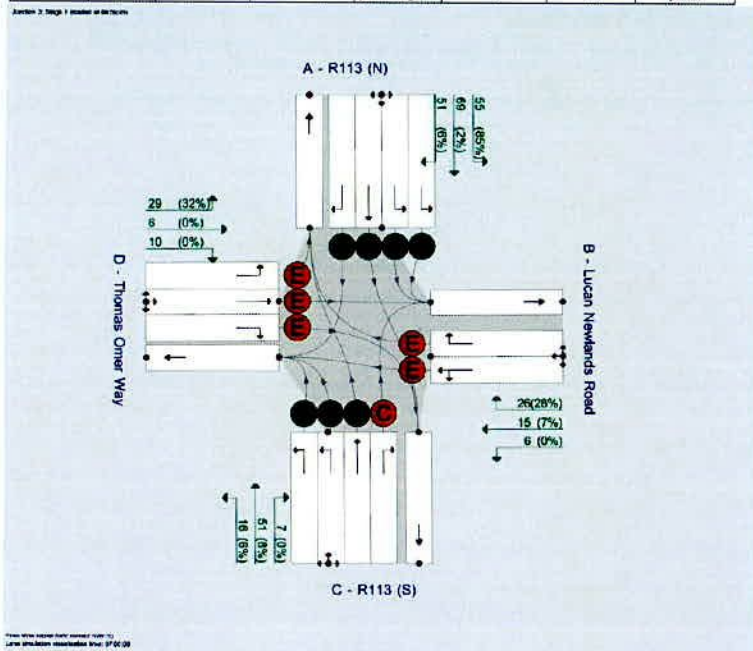 A - R113 (N)
51 (6%)
69 (2%)
55 (85%)
29 (32%)
6 (0%)
10 (0%)
D - Thomas Omer Way
B - Lucan Newlands Road
E
E
E
E
E
C
26(28%)
15 (7%)
6 (0%)
16 (6%)
51 (8%)
7 (0%)
C - R113 (S)